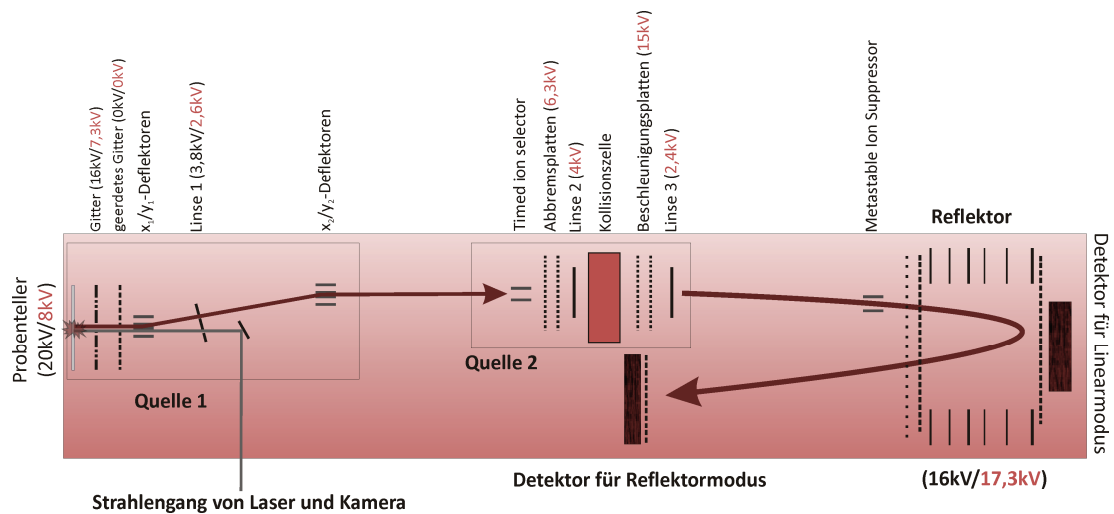 Gitter (16kV/7,3kV)
geerdetes Gitter (0kV/0kV)
x₁/y₁-Deflektoren
Linse 1 (3,8kV/2,6kV)
x₂/y₂-Deflektoren
Timed ion selector
Abbremsplatten (6,3kV)
Linse 2 (4kV)
Kollisionszelle
Beschleunigungsplatten (15kV)
Linse 3 (2,4kV)
Metastable Ion Suppressor
Reflektor
Probenteller
(20kV/8kV)
Detektor für Linearmodus
Quelle 1
Quelle 2
Detektor für Reflektormodus
(16kV/17,3kV)
Strahlengang von Laser und Kamera